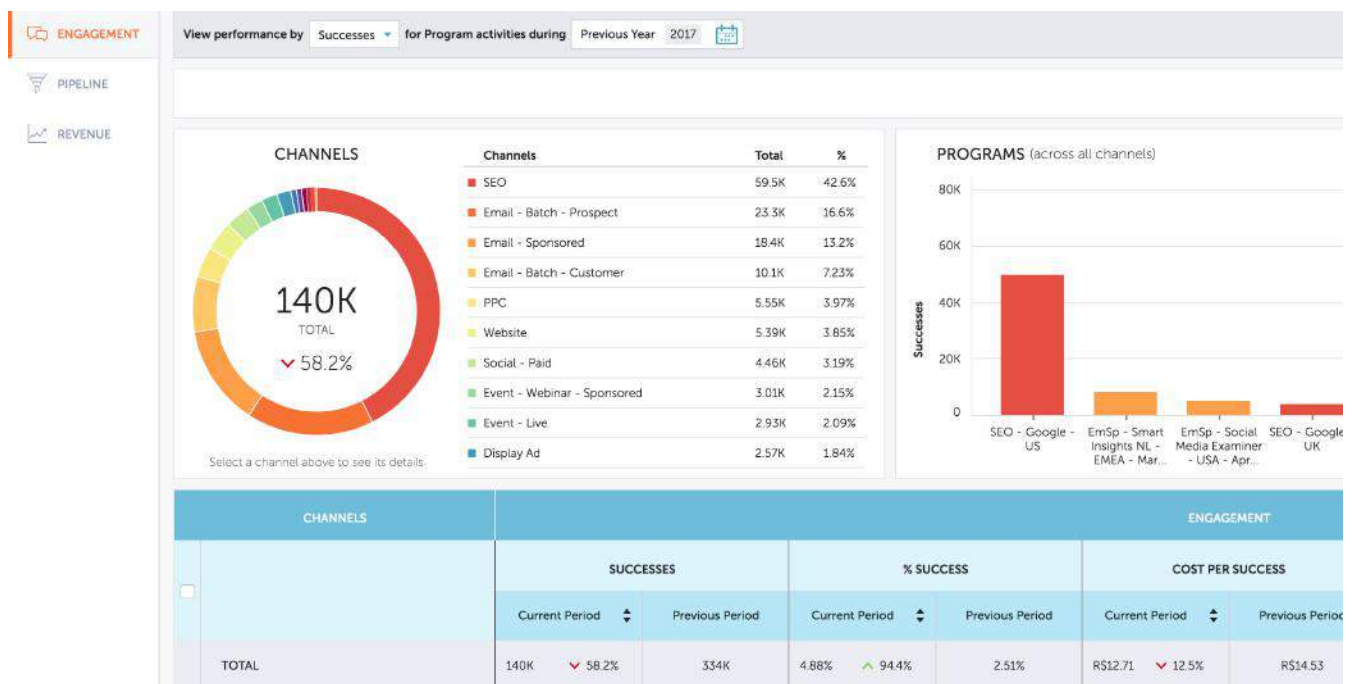 ENGAGEMENT
View performance by Successes for Program activities during Previous Year 2017
PIPELINE
REVENUE
CHANNELS
140K
TOTAL
58.2%
Select a channel above to see its details
Channels Total %
SEO 59.5K 42.6%
Email - Batch - Prospect 23.3K 16.6%
Email - Sponsored 18.4K 13.2%
Email - Batch - Customer 10.1K 7.23%
PPC 5.55K 3.97%
Website 5.39K 3.85%
Social - Paid 4.46K 3.19%
Event - Webinar - Sponsored 3.01K 2.15%
Event - Live 2.93K 2.09%
Display Ad 2.57K 1.84%
PROGRAMS (across all channels)
80K
60K
40K
20K
0
Successes
SEO - Google -
US
EmSp - Smart
Insights NL -
EMEA - Mar...
EmSp - Social
Media Examiner
- USA - Apr...
SEO - Google
UK
CHANNELS ENGAGEMENT
SUCCESSES % SUCCESS COST PER SUCCESS
Current Period Previous Period Current Period Previous Period Current Period Previous Perio
TOTAL 140K 58.2% 334K 4.88% 94.4% 2.51% R$12.71 12.5% R$14.53